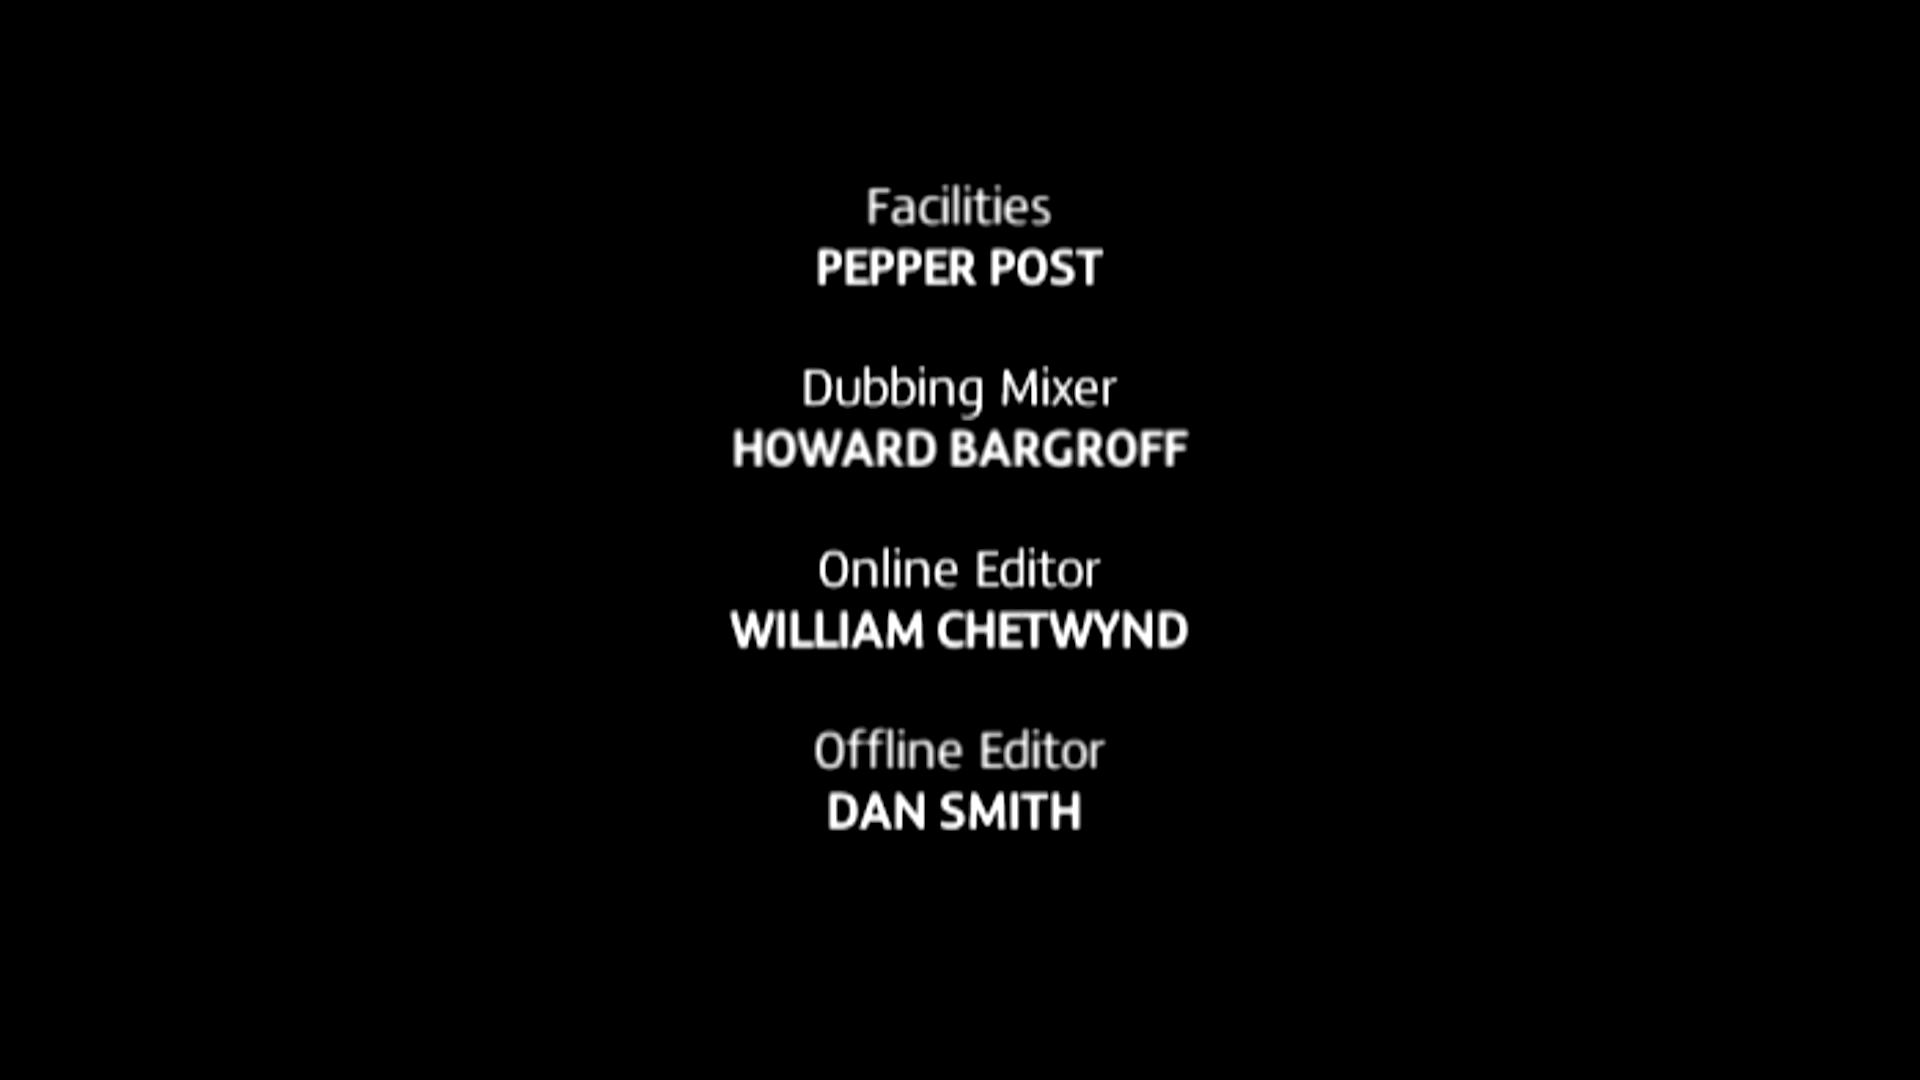 Facilities
PEPPER POST
Dubbing Mixer
HOWARD BARGROFF
Online Editor
WILLIAM CHETWYND
Offline Editor
DAN SMITH